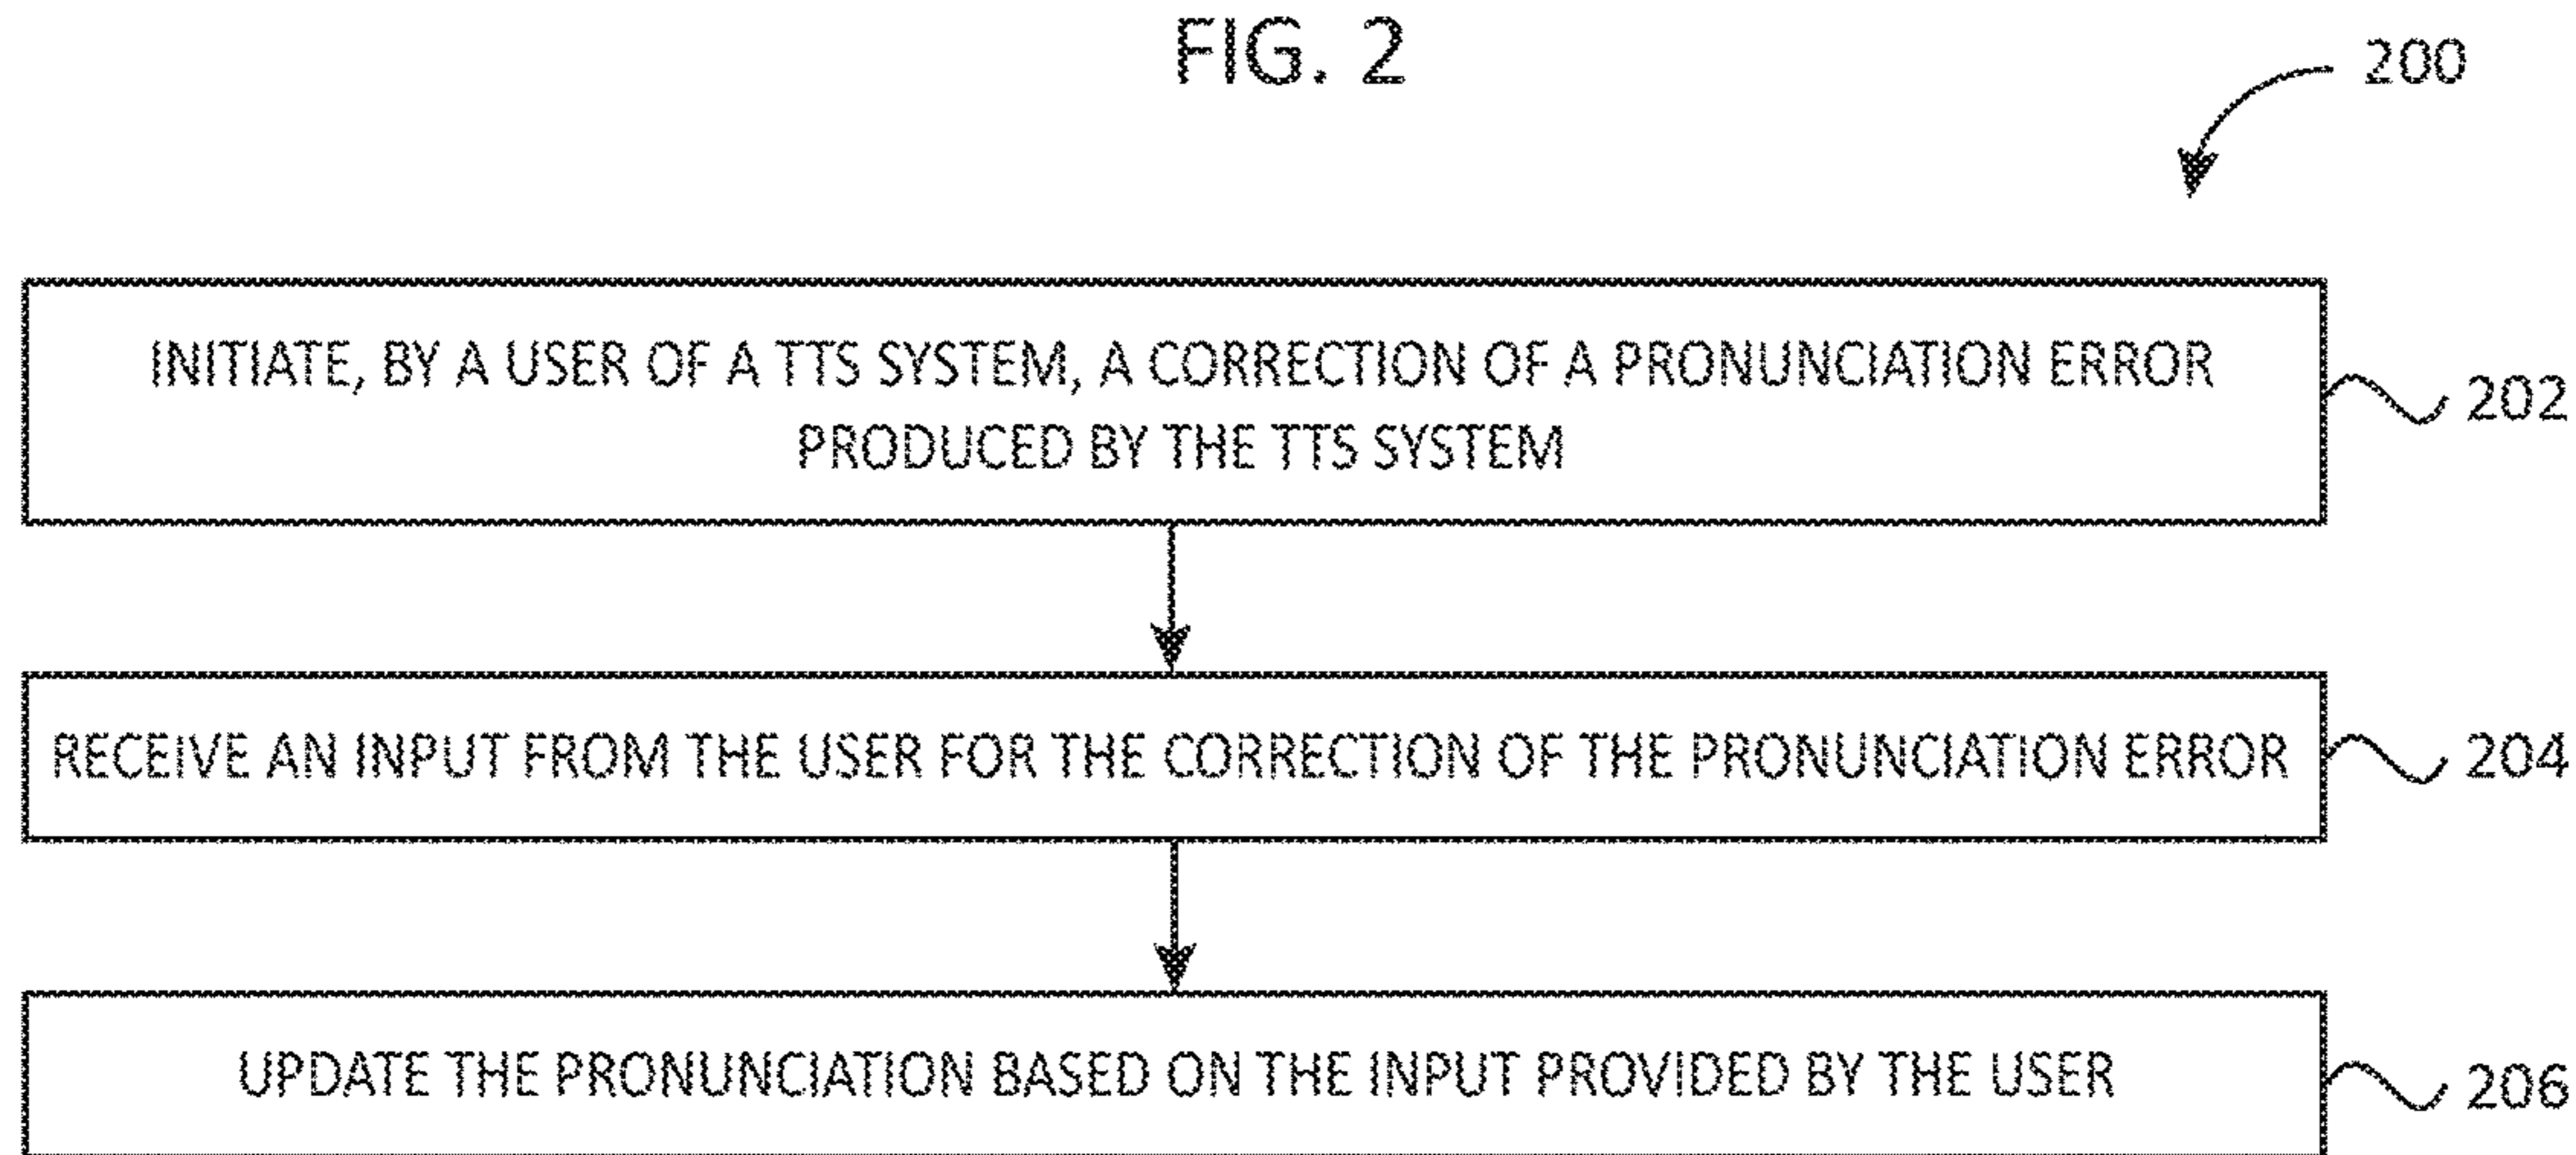 FIG. 2
200
INITIATE, BY A USER OF A TTS SYSTEM, A CORRECTION OF A PRONUNCIATION ERROR
PRODUCED BY THE TTS SYSTEM
202
RECEIVE AN INPUT FROM THE USER FOR THE CORRECTION OF THE PRONUNCIATION ERROR
204
UPDATE THE PRONUNCIATION BASED ON THE INPUT PROVIDED BY THE USER
206